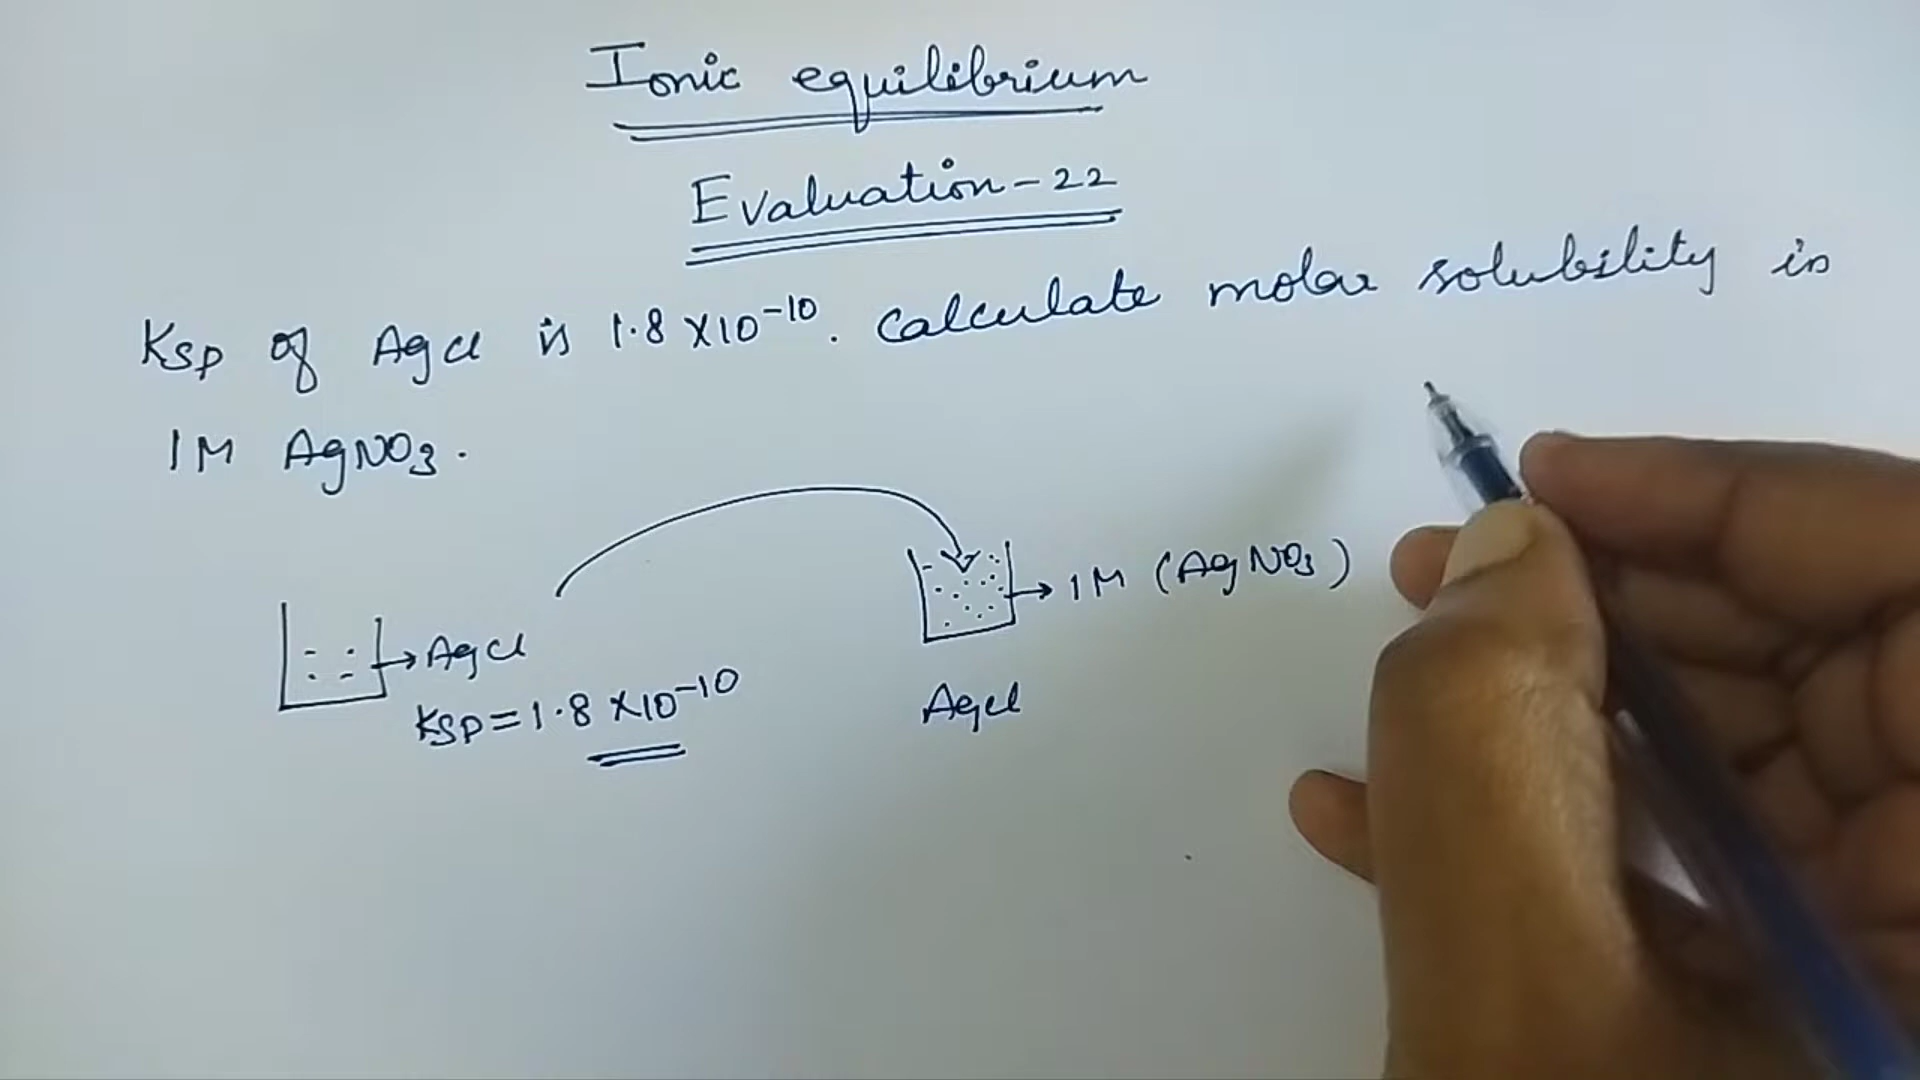 Ionic equilibrium
Evaluation-22
Ksp of AgCl is 1.8 X10⁻¹⁰. Calculate molar solubility in
1M AgNO₃.
→ 1M (AgNO₃)
→ AgCl
Ksp = 1.8 X10⁻¹⁰
AgCl